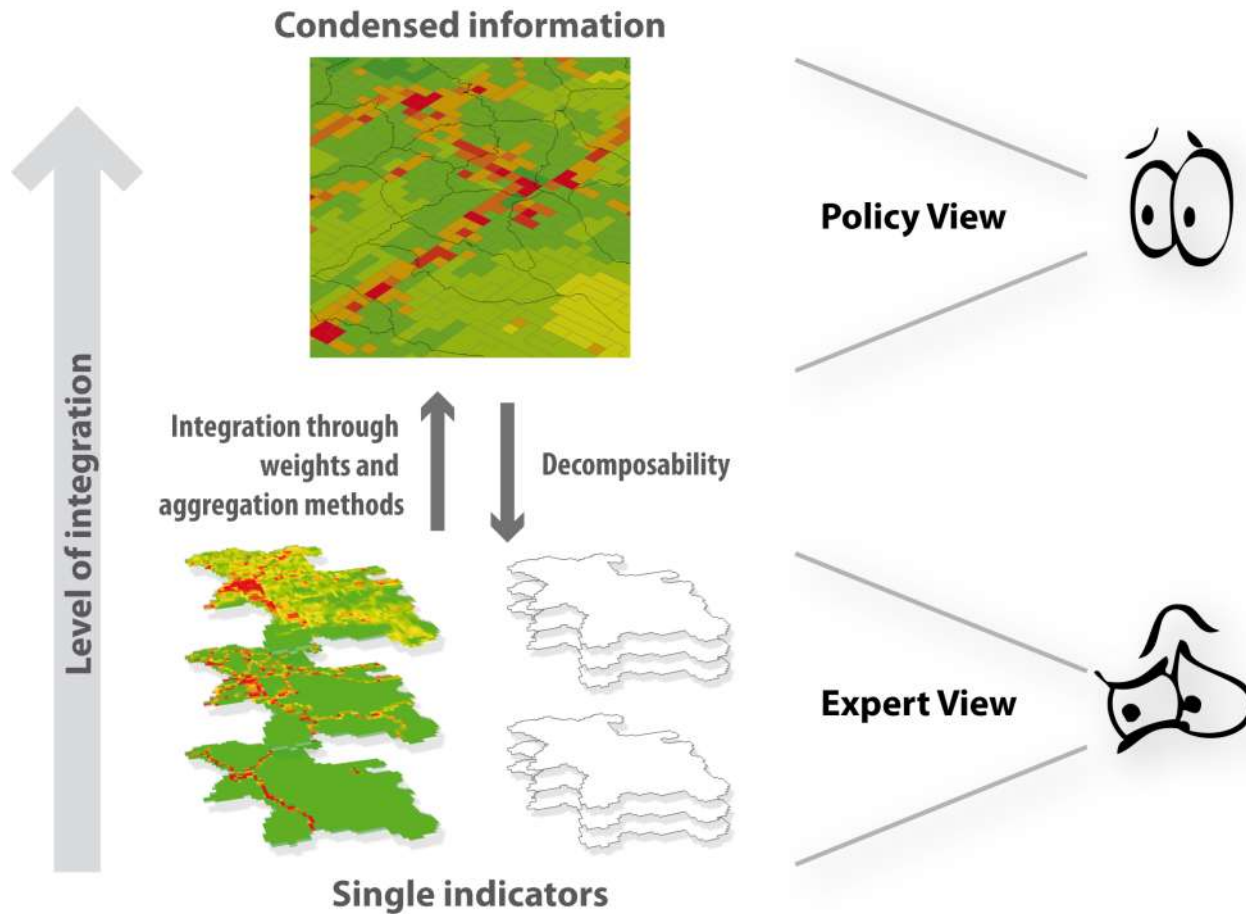 Condensed information
Policy View
Level of integration
Integration through
weights and
aggregation methods
Decomposability
Expert View
Single indicators